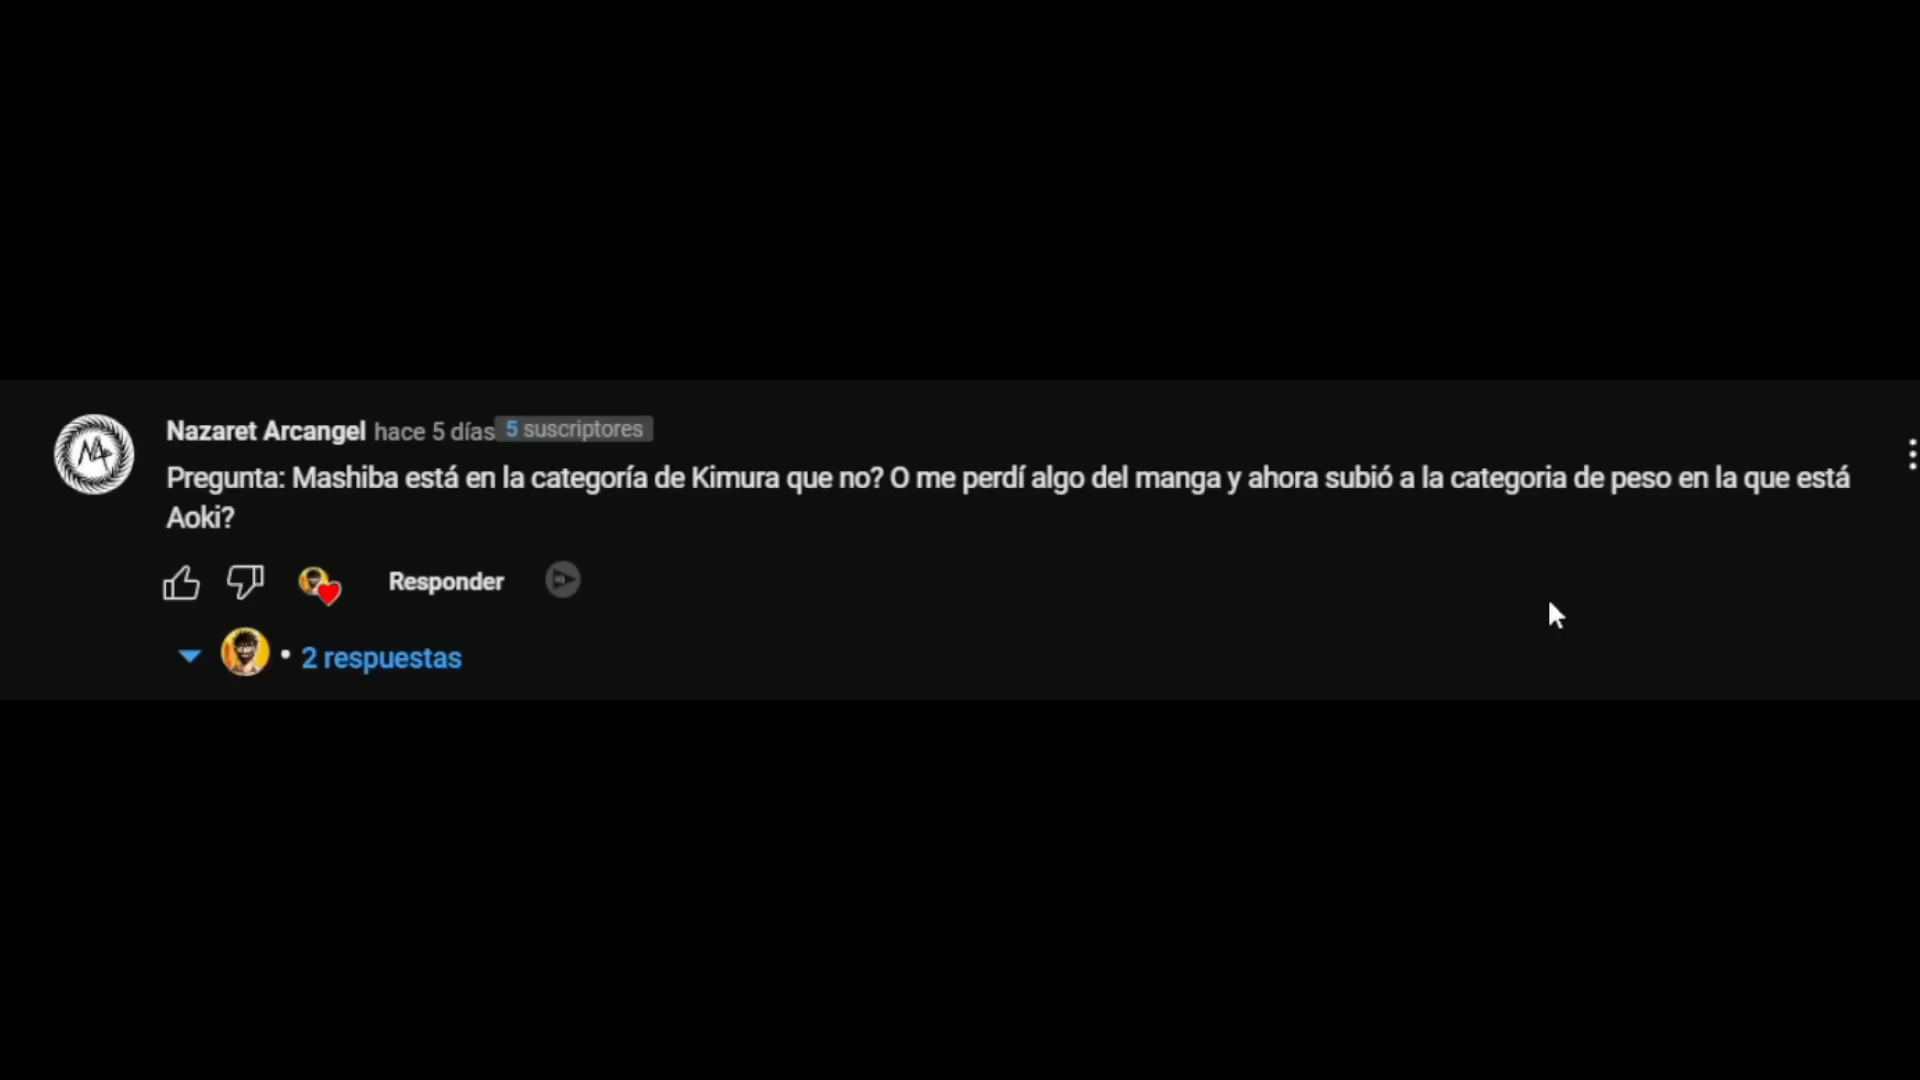 Nazaret Arcangel hace 5 días 5 suscriptores
Pregunta: Mashiba está en la categoría de Kimura que no? O me perdí algo del manga y ahora subió a la categoria de peso en la que está
Aoki?
Responder
• 2 respuestas